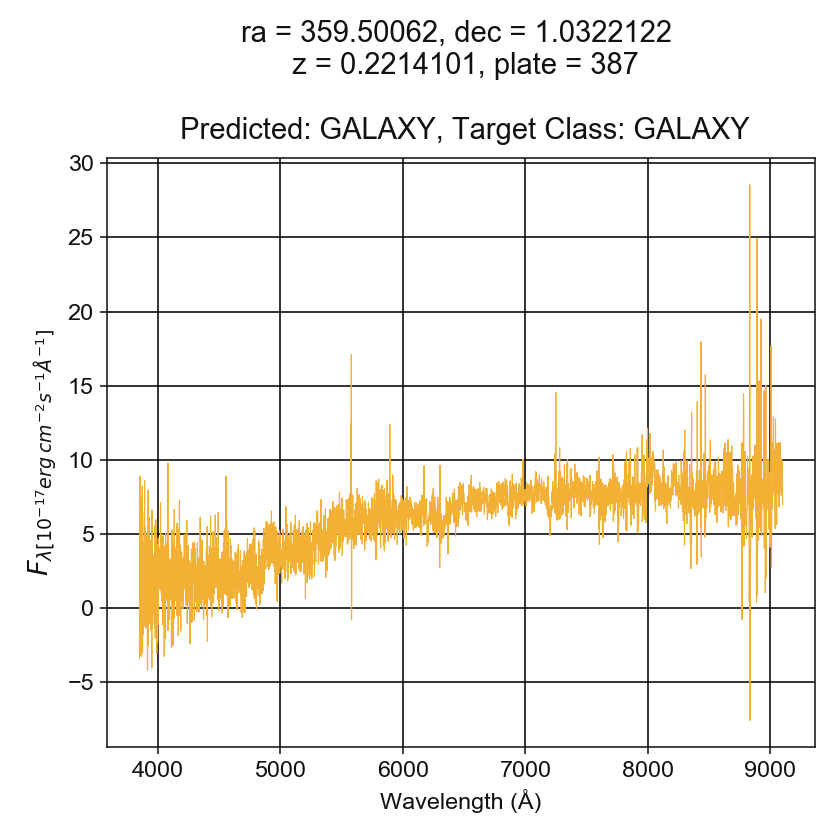 ra = 359.50062, dec = 1.0322122
z = 0.2214101, plate = 387
Predicted: GALAXY, Target Class: GALAXY
30
25
20
15
10
5
0
−5
F_λ[10^{−17} erg cm^{−2} s^{−1} Å^{−1}]
4000 5000 6000 7000 8000 9000
Wavelength (Å)